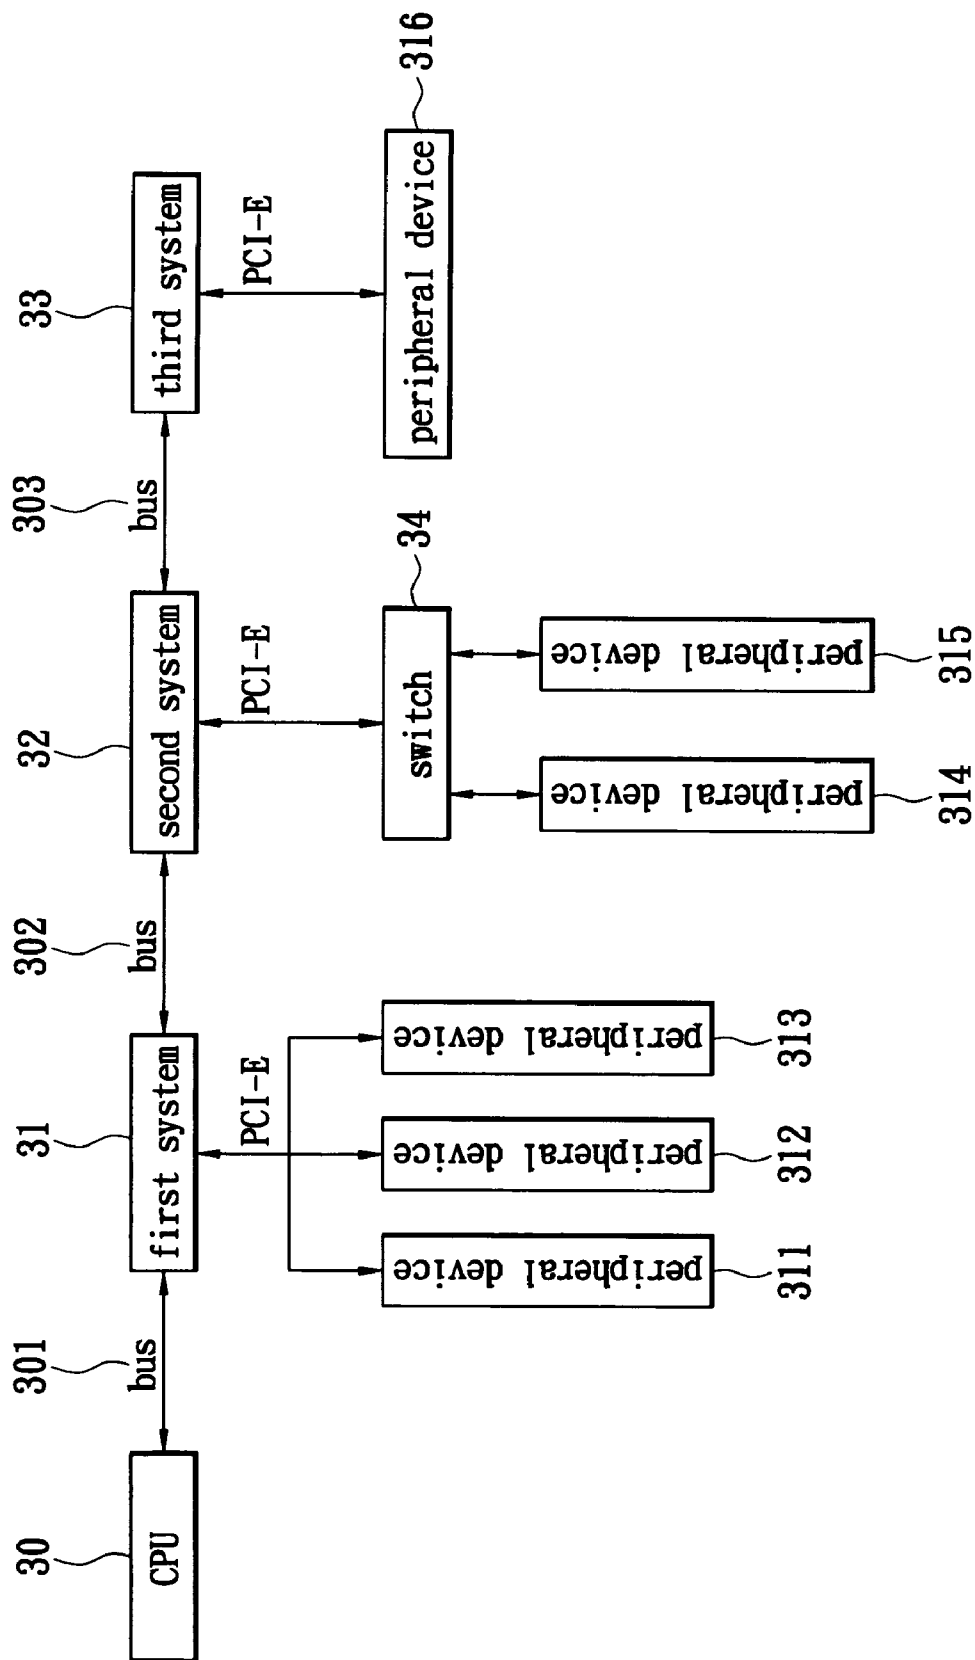 30
301
31
302
32
303
33
CPU
bus
first system
bus
second system
bus
third system
PCI-E
PCI-E
PCI-E
peripheral device
peripheral device
peripheral device
switch
34
peripheral device
316
311
312
313
peripheral device
peripheral device
314
315